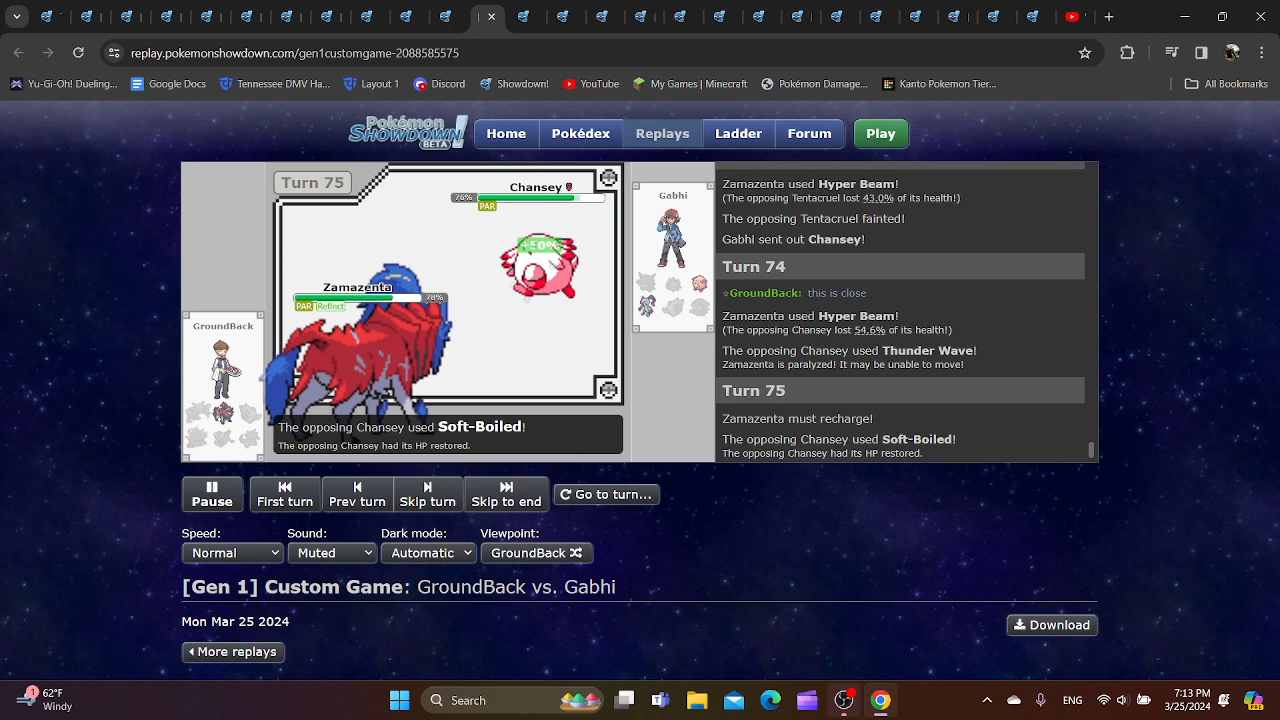 replay.pokemonshowdown.com/gen1customgame-2088585575
Yu-Gi-Oh! Dueling...
Google Docs
Tennessee DMV Ha...
Layout 1
Discord
Showdown!
YouTube
My Games | Minecraft
Pokémon Damage...
Kanto Pokemon Tier...
All Bookmarks
Pokémon SHOWDOWN! BETA
Home
Pokédex
Replays
Ladder
Forum
Play
Turn 75
Chansey
76%
PAR
+50%
Zamazenta
78%
PAR Reflect
GroundBack
Gabhi
The opposing Chansey used Soft-Boiled!
The opposing Chansey had its HP restored.
Zamazenta used Hyper Beam!
(The opposing Tentacruel lost 43.0% of its health!)
The opposing Tentacruel fainted!
Gabhi sent out Chansey!
Turn 74
☆GroundBack: this is close
Zamazenta used Hyper Beam!
(The opposing Chansey lost 54.6% of its health!)
The opposing Chansey used Thunder Wave!
Zamazenta is paralyzed! It may be unable to move!
Turn 75
Zamazenta must recharge!
The opposing Chansey used Soft-Boiled!
The opposing Chansey had its HP restored.
Pause
First turn
Prev turn
Skip turn
Skip to end
Go to turn...
Speed:
Sound:
Dark mode:
Viewpoint:
Normal
Muted
Automatic
GroundBack
[Gen 1] Custom Game: GroundBack vs. Gabhi
Mon Mar 25 2024
Download
More replays
1
62°F
Windy
Search
ENG
7:13 PM
3/25/2024
PRE